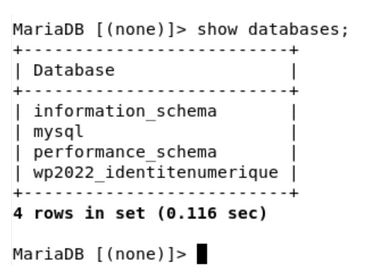 MariaDB [(none)]> show databases;
+--------------------------+
| Database                 |
+--------------------------+
| information_schema       |
| mysql                    |
| performance_schema       |
| wp2022_identitenumerique |
+--------------------------+
4 rows in set (0.116 sec)
MariaDB [(none)]>